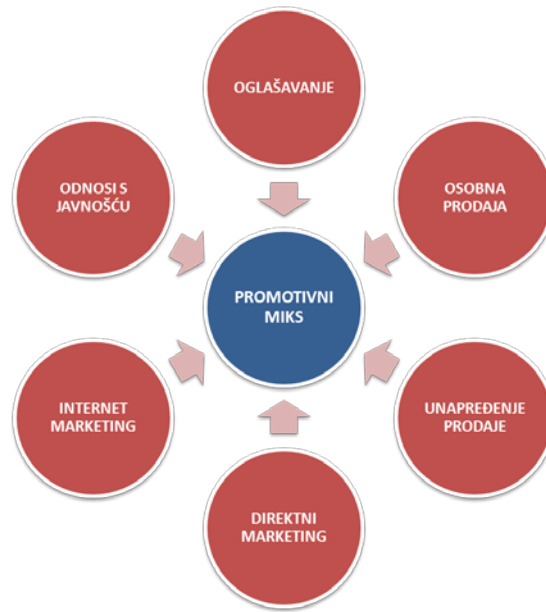 OGLAŠAVANJE
ODNOSI S
JAVNOŠĆU
OSOBNA
PRODAJA
PROMOTIVNI
MIKS
INTERNET
MARKETING
UNAPREĐENJE
PRODAJE
DIREKTNI
MARKETING